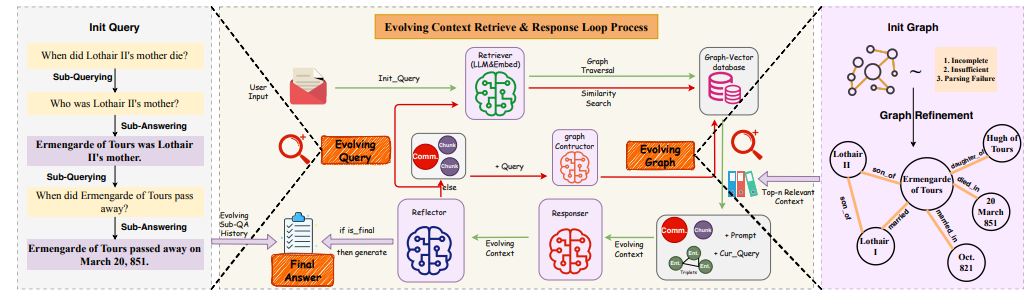 Init Query
When did Lothair II's mother die?
Sub-Querying
Who was Lothair II's mother?
Sub-Answering
Ermengarde of Tours was Lothair
II's mother.
Sub-Querying
When did Ermengarde of Tours pass
away?
Sub-Answering
Ermengarde of Tours passed away on
March 20, 851.
Evolving Context Retrieve & Response Loop Process
User
Input
Init_Query
Retriever
(LLM&Embed)
Graph
Traversal
Similarity
Search
Graph-Vector
database
Evolving
Query
Comm.
Chunk
Chunk
else
+ Query
graph
Contructor
Evolving
Graph
Top-n Relevant
Context
Evolving
Sub-QA
History
Final
Answer
if is_final
then generate
Reflector
Evolving
Context
Responser
Evolving
Context
Comm.
Chunk
+ Prompt
Ent.
Ent.
Ent.
Triplets
+ Cur_Query
Init Graph
~
1. Incomplete
2. Insufficient
3. Parsing Failure
Graph Refinement
Lothair
II
son_of
son_of
Lothair
I
married
Ermengarde
of Tours
daughter_of
Hugh of
Tours
died_in
20
March
851
married_in
Oct.
821